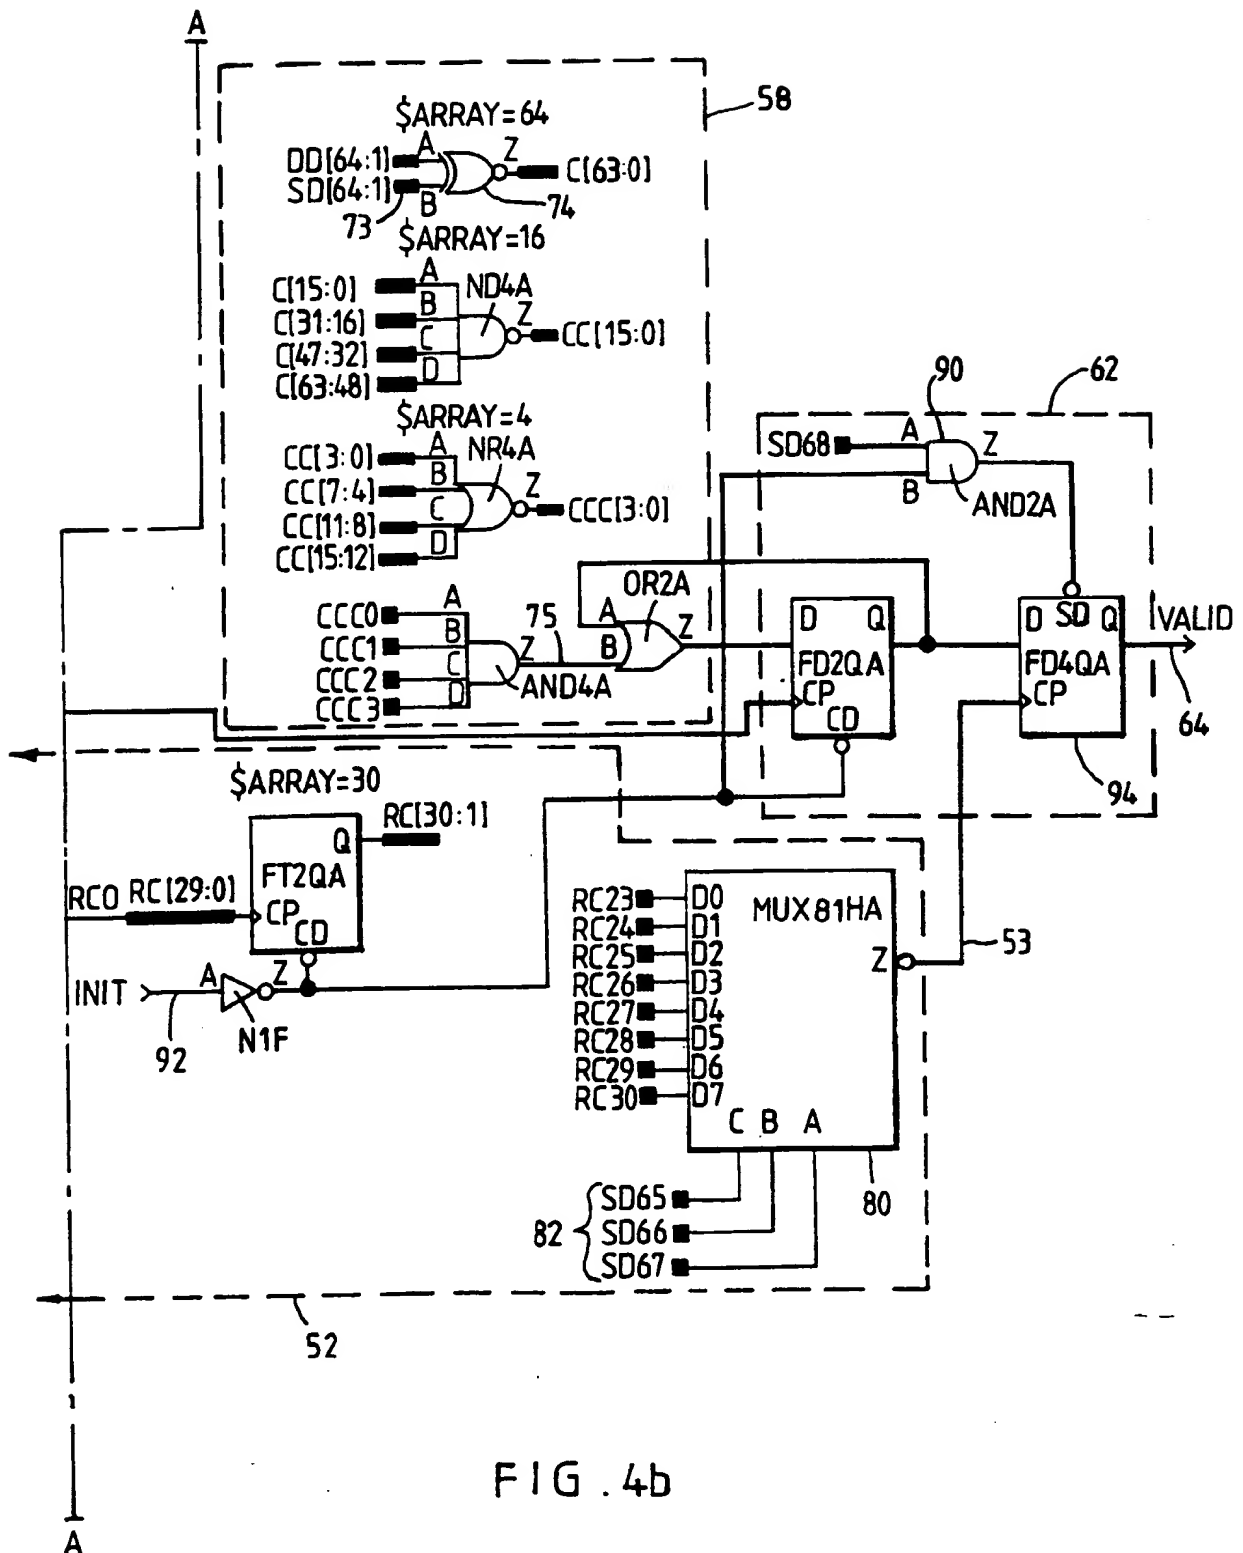 A
58
$ARRAY=64
A
Z
DD[64:1]
C[63:0]
SD[64:1]
B
73
74
$ARRAY=16
A
C[15:0]
ND4A
B
Z
C[31:16]
CC[15:0]
C
C[47:32]
D
C[63:48]
90
62
$ARRAY=4
A
NR4A
SD68
A
Z
CC[3:0]
B
Z
CC[7:4]
B
C
CCC[3:0]
AND2A
CC[11:8]
D
CC[15:12]
OR2A
CCC0
A
75
A
Z
D
Q
D
SD
Q
VALID
CCC1
B
Z
B
FD2QA
FD4QA
C
CCC2
AND4A
CP
CP
D
CCC3
CD
64
94
$ARRAY=30
Q
RC[30:1]
FT2QA
RC0
RC[29:0]
CP
CD
RC23
D0
MUX81HA
RC24
D1
RC25
D2
Z
53
RC26
D3
INIT
A
Z
RC27
D4
RC28
D5
92
N1F
RC29
D6
RC30
D7
C B A
SD65
80
82
SD66
SD67
52
FIG. 4b
A